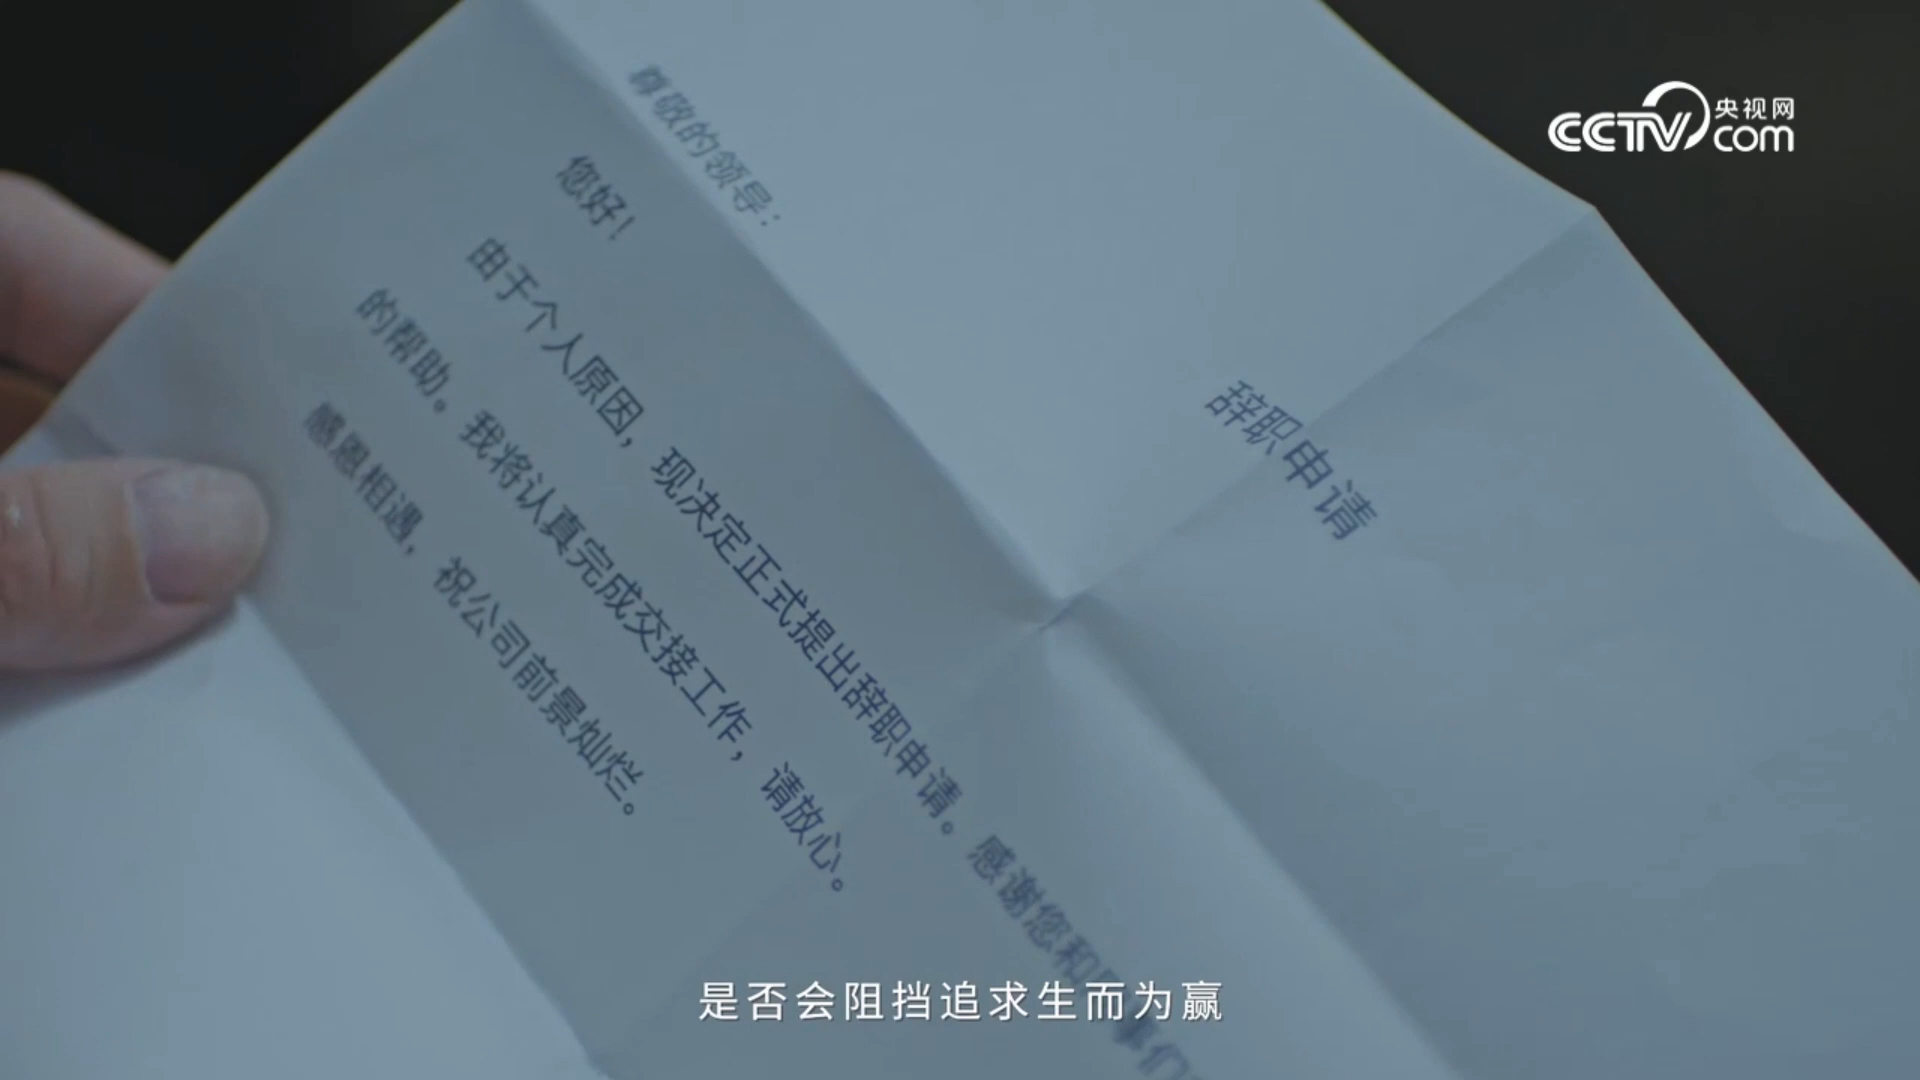 CCTV 央视网
com
辞职申请
尊敬的领导：
您好！
由于个人原因，现决定正式提出辞职申请。感谢您和同事们
的帮助。我将认真完成交接工作，请放心。
感恩相遇，祝公司前景灿烂。
是否会阻挡追求生而为赢